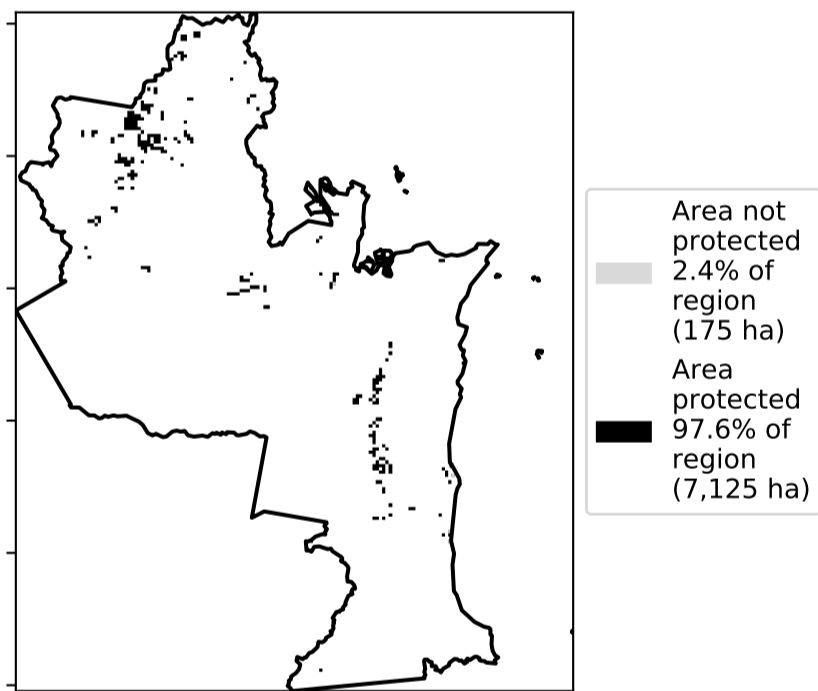 Area not
protected
2.4% of
region
(175 ha)
Area
protected
97.6% of
region
(7,125 ha)